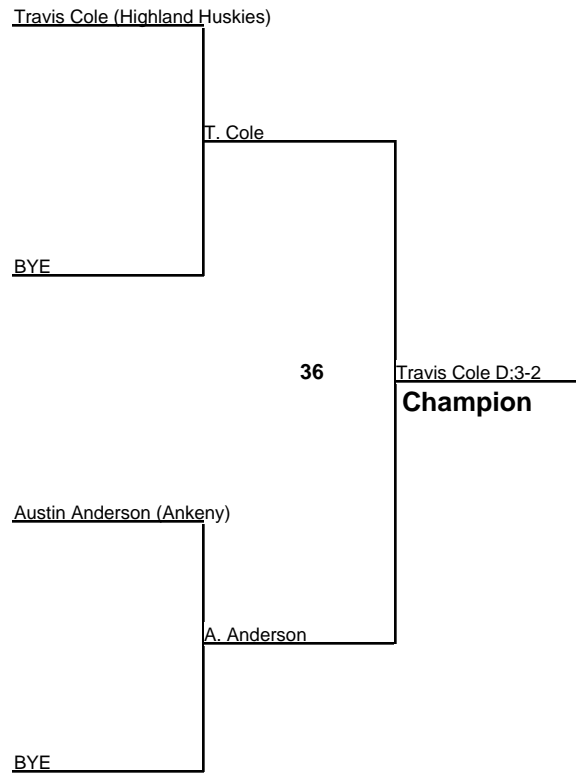 Travis Cole (Highland Huskies)
T. Cole
BYE
36
Travis Cole D;3-2
Champion
Austin Anderson (Ankeny)
A. Anderson
BYE